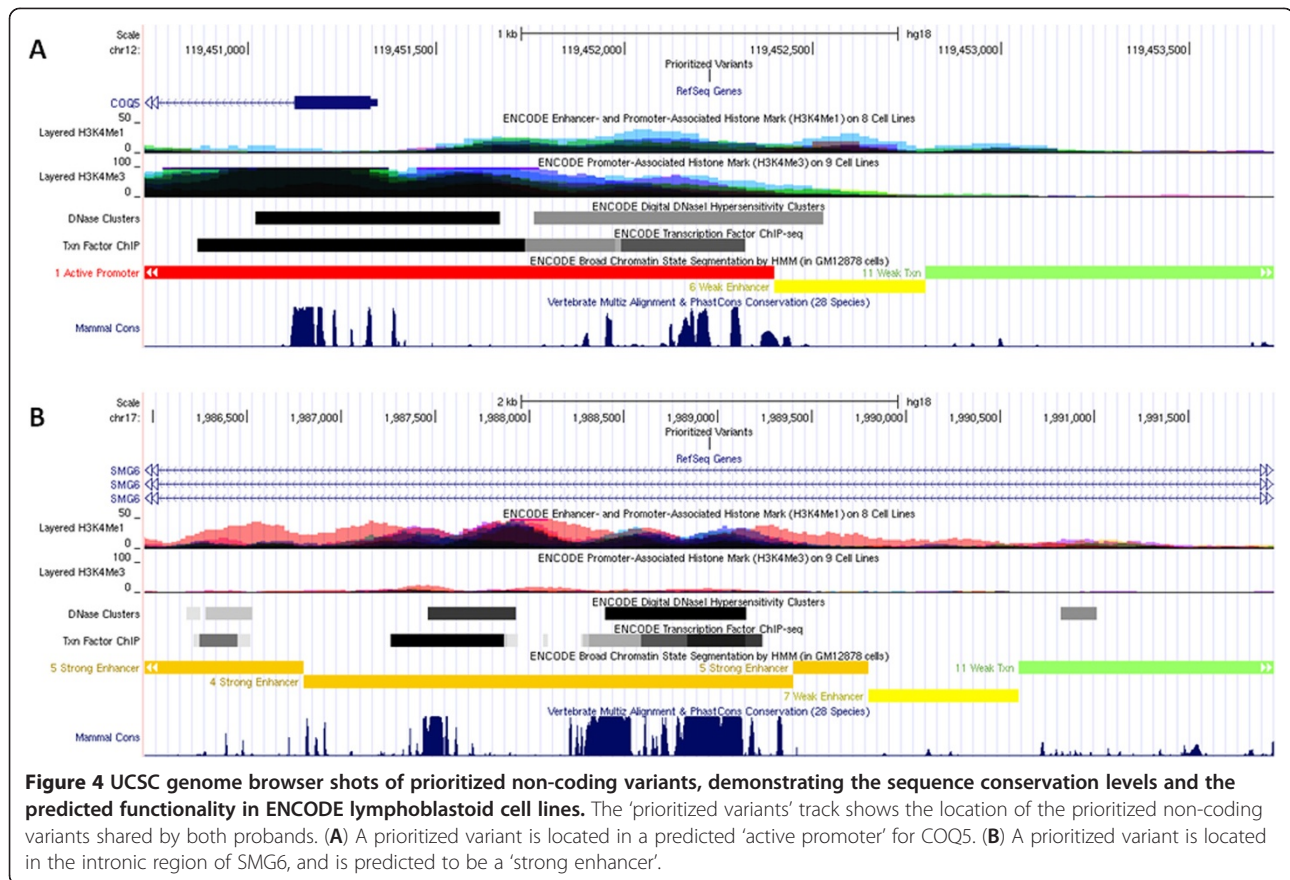 A
Scale
1 kb
hg18
chr12:
119,451,000
119,451,500
119,452,000
119,452,500
119,453,000
119,453,500
Prioritized Variants
RefSeq Genes
COQ5
ENCODE Enhancer- and Promoter-Associated Histone Mark (H3K4Me1) on 8 Cell Lines
50 _
Layered H3K4Me1
0 _
ENCODE Promoter-Associated Histone Mark (H3K4Me3) on 9 Cell Lines
100 _
Layered H3K4Me3
0 _
ENCODE Digital DNaseI Hypersensitivity Clusters
DNase Clusters
ENCODE Transcription Factor ChIP-seq
Txn Factor ChIP
ENCODE Broad Chromatin State Segmentation by HMM (in GM12878 cells)
1 Active Promoter
11 Weak Txn
6 Weak Enhancer
Vertebrate Multiz Alignment & PhastCons Conservation (28 Species)
Mammal Cons
B
Scale
2 kb
hg18
chr17:
1,986,500
1,987,000
1,987,500
1,988,000
1,988,500
1,989,000
1,989,500
1,990,000
1,990,500
1,991,000
1,991,500
Prioritized Variants
RefSeq Genes
SMG6
SMG6
SMG6
ENCODE Enhancer- and Promoter-Associated Histone Mark (H3K4Me1) on 8 Cell Lines
50 _
Layered H3K4Me1
0 _
ENCODE Promoter-Associated Histone Mark (H3K4Me3) on 9 Cell Lines
100 _
Layered H3K4Me3
0 _
ENCODE Digital DNaseI Hypersensitivity Clusters
DNase Clusters
ENCODE Transcription Factor ChIP-seq
Txn Factor ChIP
ENCODE Broad Chromatin State Segmentation by HMM (in GM12878 cells)
5 Strong Enhancer
5 Strong Enhancer
11 Weak Txn
4 Strong Enhancer
7 Weak Enhancer
Vertebrate Multiz Alignment & PhastCons Conservation (28 Species)
Mammal Cons
Figure 4 UCSC genome browser shots of prioritized non-coding variants, demonstrating the sequence conservation levels and the
predicted functionality in ENCODE lymphoblastoid cell lines. The ‘prioritized variants’ track shows the location of the prioritized non-coding
variants shared by both probands. (A) A prioritized variant is located in a predicted ‘active promoter’ for COQ5. (B) A prioritized variant is located
in the intronic region of SMG6, and is predicted to be a ‘strong enhancer’.